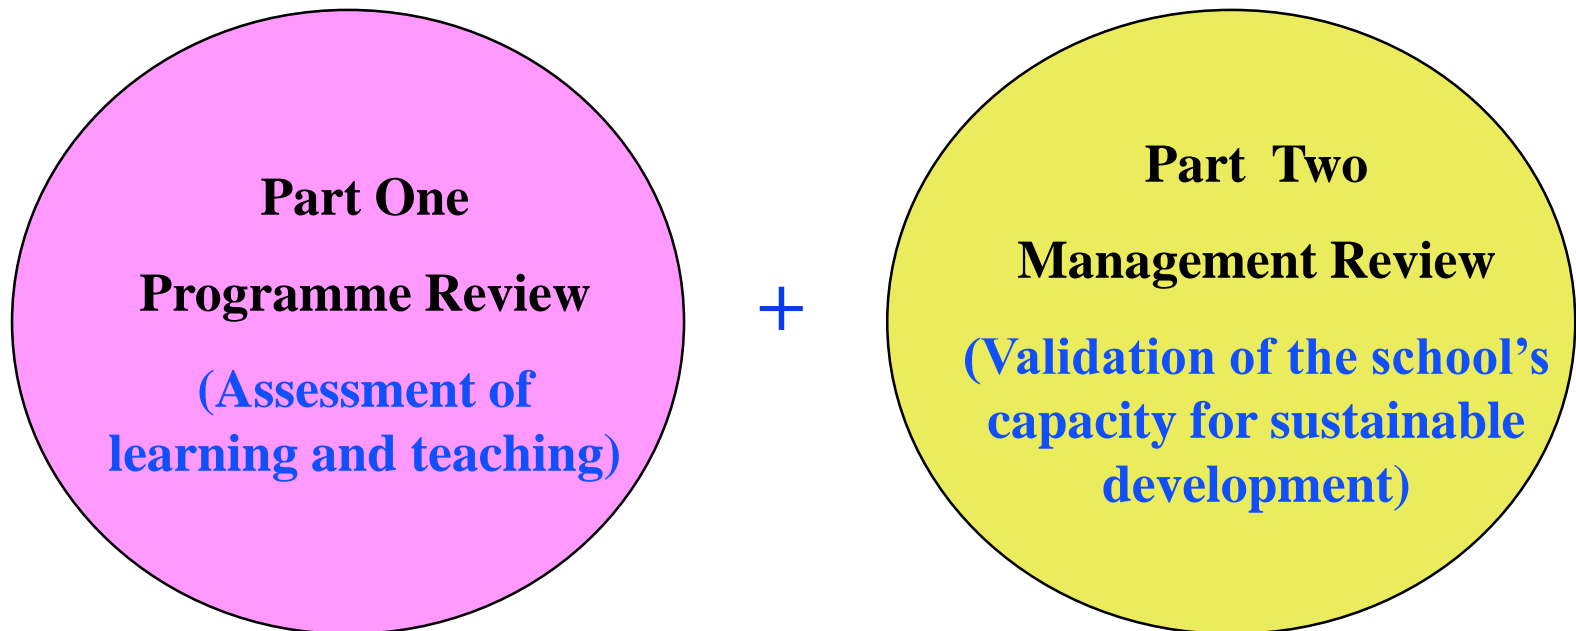 Part One
Programme Review
(Assessment of
learning and teaching)
+
Part  Two
Management Review
(Validation of the school’s
capacity for sustainable
development)